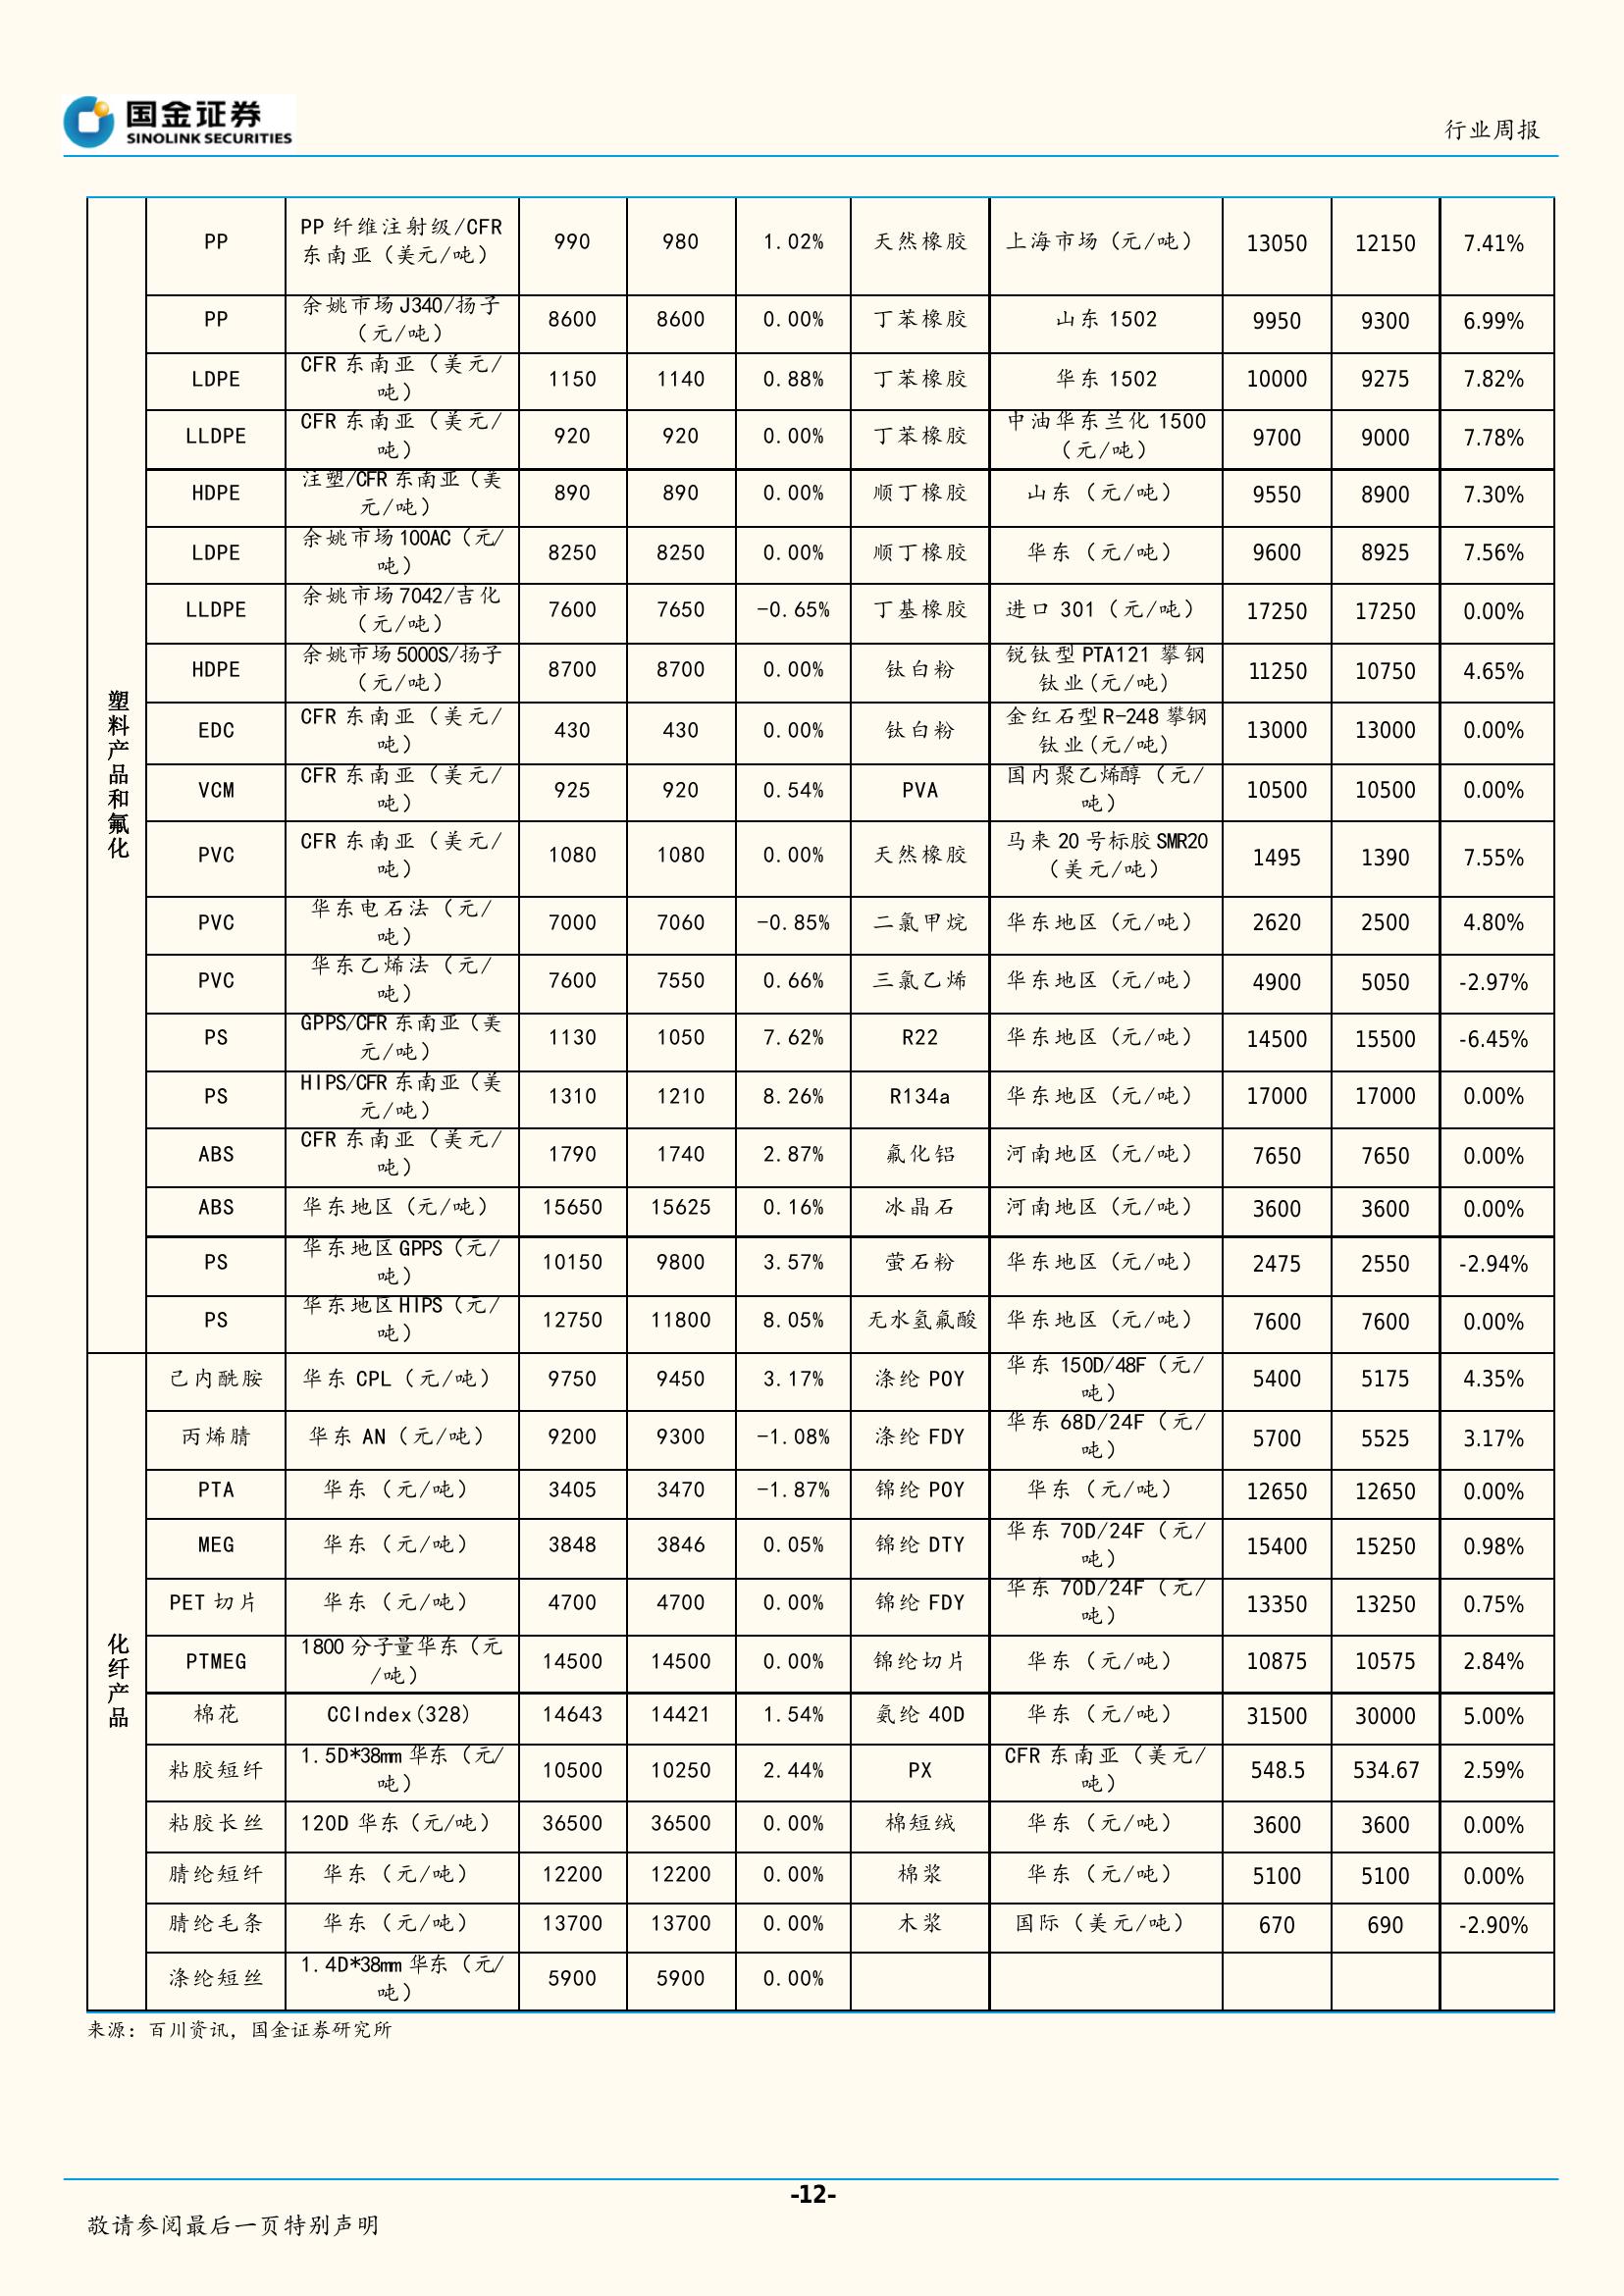 国金证券
SINOLINK SECURITIES
行业周报
塑料产品和氟化
PP PP 纤维注射级/CFR 东南亚（美元/吨） 990 980 1.02% 天然橡胶 上海市场（元/吨） 13050 12150 7.41%
PP 余姚市场 J340/扬子（元/吨） 8600 8600 0.00% 丁苯橡胶 山东 1502 9950 9300 6.99%
LDPE CFR 东南亚（美元/吨） 1150 1140 0.88% 丁苯橡胶 华东 1502 10000 9275 7.82%
LLDPE CFR 东南亚（美元/吨） 920 920 0.00% 丁苯橡胶 中油华东兰化 1500（元/吨） 9700 9000 7.78%
HDPE 注塑/CFR 东南亚（美元/吨） 890 890 0.00% 顺丁橡胶 山东（元/吨） 9550 8900 7.30%
LDPE 余姚市场 100AC（元/吨） 8250 8250 0.00% 顺丁橡胶 华东（元/吨） 9600 8925 7.56%
LLDPE 余姚市场 7042/吉化（元/吨） 7600 7650 -0.65% 丁基橡胶 进口 301（元/吨） 17250 17250 0.00%
HDPE 余姚市场 5000S/扬子（元/吨） 8700 8700 0.00% 钛白粉 锐钛型 PTA121 攀钢钛业(元/吨) 11250 10750 4.65%
EDC CFR 东南亚（美元/吨） 430 430 0.00% 钛白粉 金红石型 R-248 攀钢钛业(元/吨) 13000 13000 0.00%
VCM CFR 东南亚（美元/吨） 925 920 0.54% PVA 国内聚乙烯醇（元/吨） 10500 10500 0.00%
PVC CFR 东南亚（美元/吨） 1080 1080 0.00% 天然橡胶 马来 20 号标胶 SMR20（美元/吨） 1495 1390 7.55%
PVC 华东电石法（元/吨） 7000 7060 -0.85% 二氯甲烷 华东地区（元/吨） 2620 2500 4.80%
PVC 华东乙烯法（元/吨） 7600 7550 0.66% 三氯乙烯 华东地区（元/吨） 4900 5050 -2.97%
PS GPPS/CFR 东南亚（美元/吨） 1130 1050 7.62% R22 华东地区（元/吨） 14500 15500 -6.45%
PS HIPS/CFR 东南亚（美元/吨） 1310 1210 8.26% R134a 华东地区（元/吨） 17000 17000 0.00%
ABS CFR 东南亚（美元/吨） 1790 1740 2.87% 氟化铝 河南地区（元/吨） 7650 7650 0.00%
ABS 华东地区（元/吨） 15650 15625 0.16% 冰晶石 河南地区（元/吨） 3600 3600 0.00%
PS 华东地区 GPPS（元/吨） 10150 9800 3.57% 萤石粉 华东地区（元/吨） 2475 2550 -2.94%
PS 华东地区 HIPS（元/吨） 12750 11800 8.05% 无水氢氟酸 华东地区（元/吨） 7600 7600 0.00%
化纤产品
己内酰胺 华东 CPL（元/吨） 9750 9450 3.17% 涤纶 POY 华东 150D/48F（元/吨） 5400 5175 4.35%
丙烯腈 华东 AN（元/吨） 9200 9300 -1.08% 涤纶 FDY 华东 68D/24F（元/吨） 5700 5525 3.17%
PTA 华东（元/吨） 3405 3470 -1.87% 锦纶 POY 华东（元/吨） 12650 12650 0.00%
MEG 华东（元/吨） 3848 3846 0.05% 锦纶 DTY 华东 70D/24F（元/吨） 15400 15250 0.98%
PET 切片 华东（元/吨） 4700 4700 0.00% 锦纶 FDY 华东 70D/24F（元/吨） 13350 13250 0.75%
PTMEG 1800 分子量华东（元/吨） 14500 14500 0.00% 锦纶切片 华东（元/吨） 10875 10575 2.84%
棉花 CCIndex(328) 14643 14421 1.54% 氨纶 40D 华东（元/吨） 31500 30000 5.00%
粘胶短纤 1.5D*38mm 华东（元/吨） 10500 10250 2.44% PX CFR 东南亚（美元/吨） 548.5 534.67 2.59%
粘胶长丝 120D 华东（元/吨） 36500 36500 0.00% 棉短绒 华东（元/吨） 3600 3600 0.00%
腈纶短纤 华东（元/吨） 12200 12200 0.00% 棉浆 华东（元/吨） 5100 5100 0.00%
腈纶毛条 华东（元/吨） 13700 13700 0.00% 木浆 国际（美元/吨） 670 690 -2.90%
涤纶短丝 1.4D*38mm 华东（元/吨） 5900 5900 0.00%
来源：百川资讯，国金证券研究所
-12-
敬请参阅最后一页特别声明